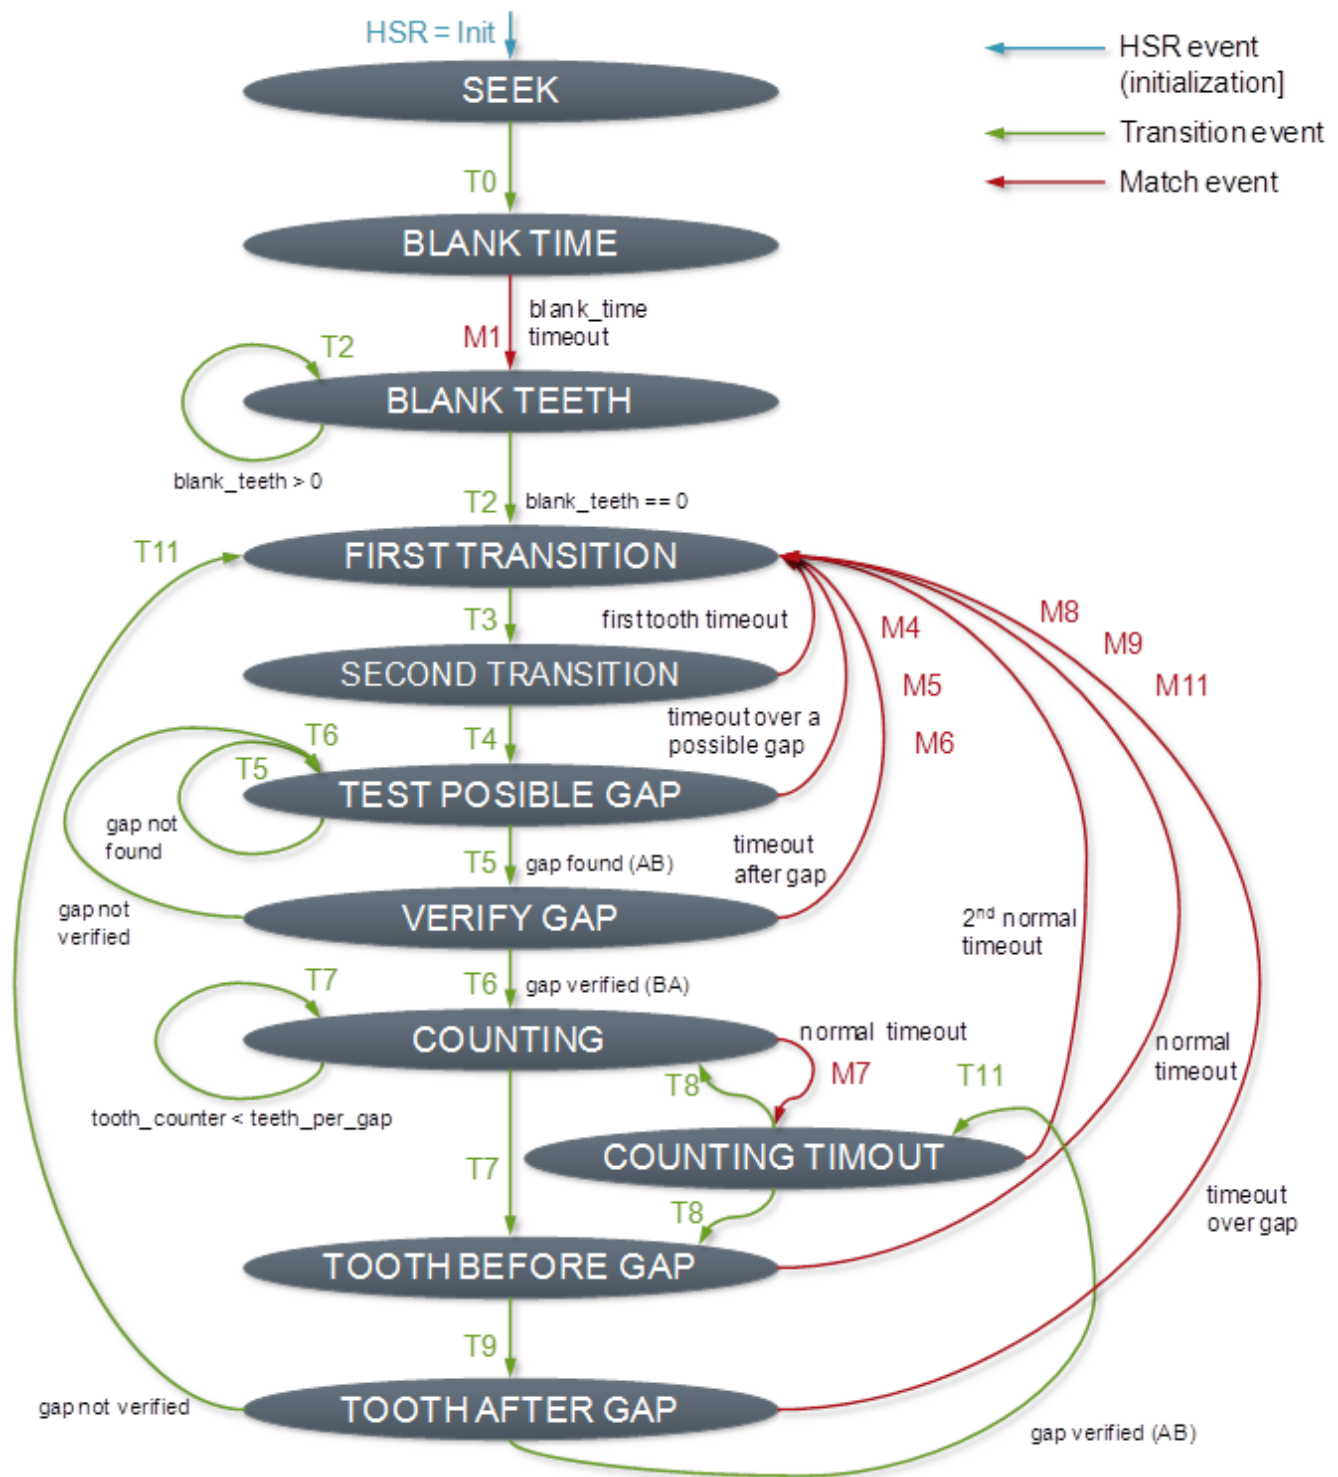 HSR = Init
HSR event
(initialization]
Transition event
Match event
SEEK
T0
BLANK TIME
blank_time
timeout
M1
T2
BLANK TEETH
blank_teeth > 0
T2
blank_teeth == 0
T11
FIRST TRANSITION
T3
first tooth timeout
M4
M8
M9
M5
M11
SECOND TRANSITION
T6
T4
timeout over a
possible gap
M6
T5
TEST POSIBLE GAP
gap not
found
T5
gap found (AB)
timeout
after gap
gap not
verified
VERIFY GAP
2nd normal
timeout
T7
T6
gap verified (BA)
COUNTING
normal timeout
normal
timeout
T8
M7
T11
tooth_counter < teeth_per_gap
T7
COUNTING TIMOUT
T8
timeout
over gap
TOOTH BEFORE GAP
T9
gap not verified
TOOTH AFTER GAP
gap verified (AB)